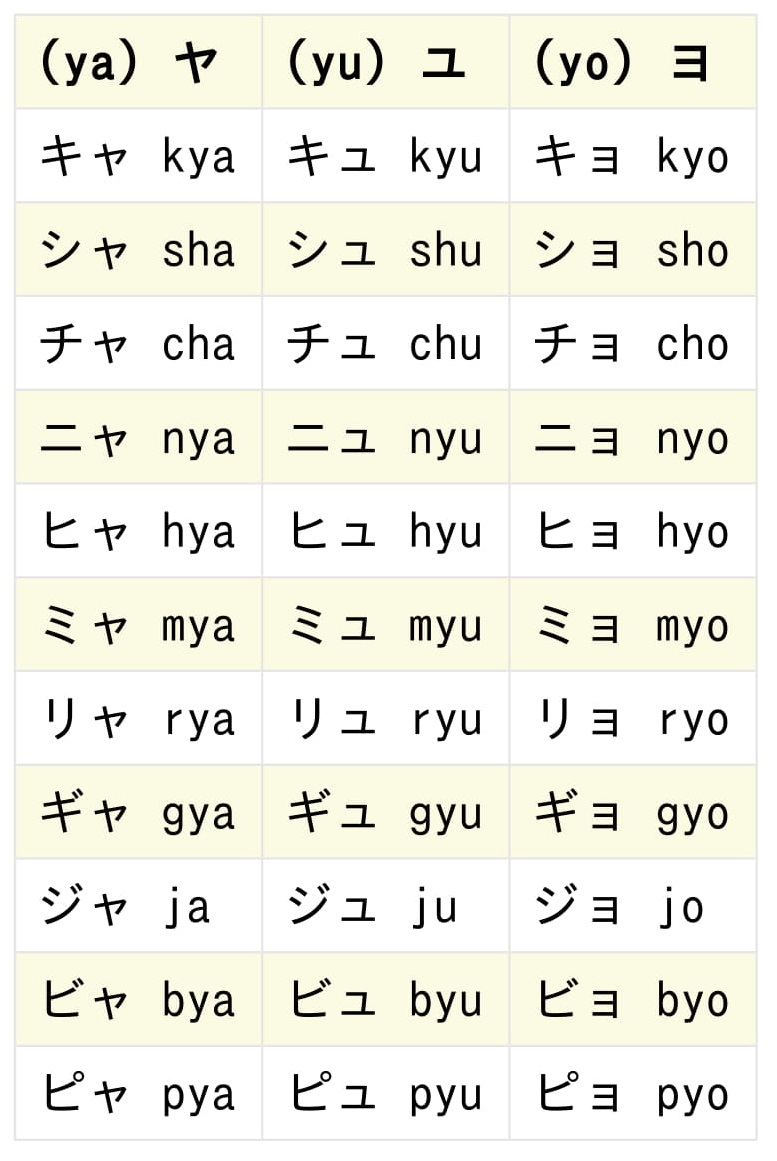 (ya) ヤ (yu) ユ (yo) ヨ
キャ kya キュ kyu キョ kyo
シャ sha シュ shu ショ sho
チャ cha チュ chu チョ cho
ニャ nya ニュ nyu ニョ nyo
ヒャ hya ヒュ hyu ヒョ hyo
ミャ mya ミュ myu ミョ myo
リャ rya リュ ryu リョ ryo
ギャ gya ギュ gyu ギョ gyo
ジャ ja ジュ ju ジョ jo
ビャ bya ビュ byu ビョ byo
ピャ pya ピュ pyu ピョ pyo